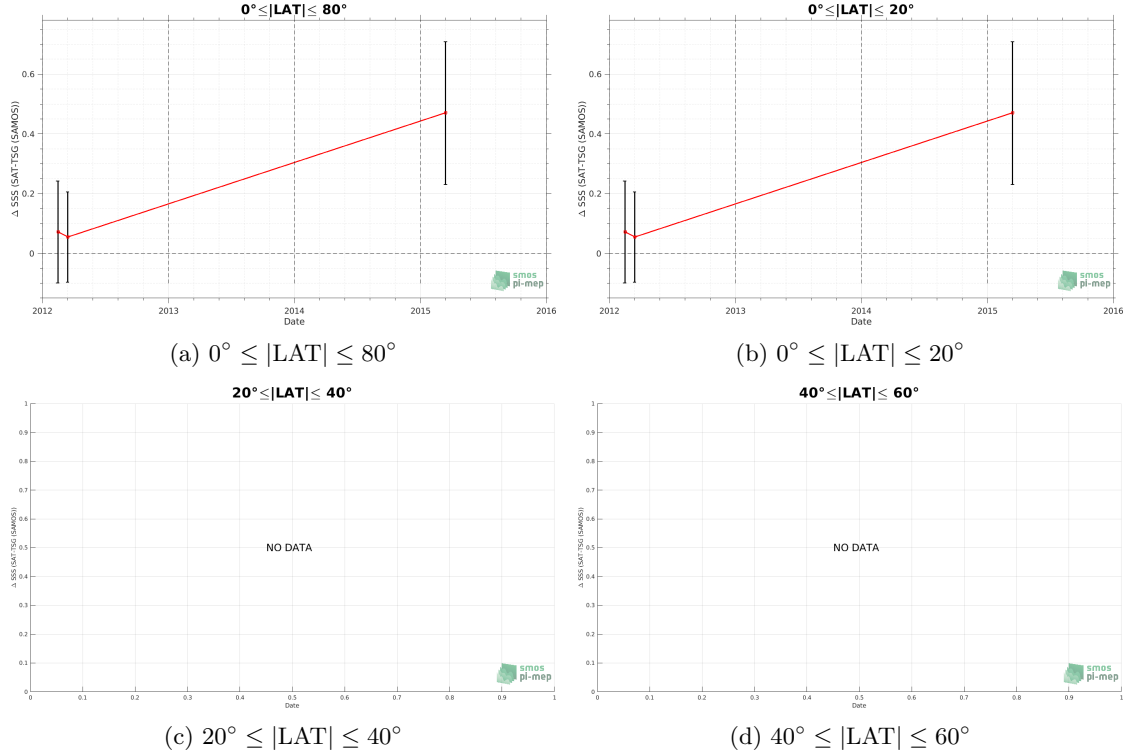 0°≤|LAT|≤ 80°
Δ SSS (SAT-TSG (SAMOS))
0.6
0.4
0.2
0
2012 2013 2014 2015 2016
Date
smos
pi-mep
(a) 0° ≤ |LAT| ≤ 80°
0°≤|LAT|≤ 20°
Δ SSS (SAT-TSG (SAMOS))
0.6
0.4
0.2
0
2012 2013 2014 2015 2016
Date
smos
pi-mep
(b) 0° ≤ |LAT| ≤ 20°
20°≤|LAT|≤ 40°
Δ SSS (SAT-TSG (SAMOS))
1
0.9
0.8
0.7
0.6
0.5
0.4
0.3
0.2
0.1
0
NO DATA
0 0.1 0.2 0.3 0.4 0.5 0.6 0.7 0.8 0.9 1
Date
smos
pi-mep
(c) 20° ≤ |LAT| ≤ 40°
40°≤|LAT|≤ 60°
Δ SSS (SAT-TSG (SAMOS))
1
0.9
0.8
0.7
0.6
0.5
0.4
0.3
0.2
0.1
0
NO DATA
0 0.1 0.2 0.3 0.4 0.5 0.6 0.7 0.8 0.9 1
Date
smos
pi-mep
(d) 40° ≤ |LAT| ≤ 60°